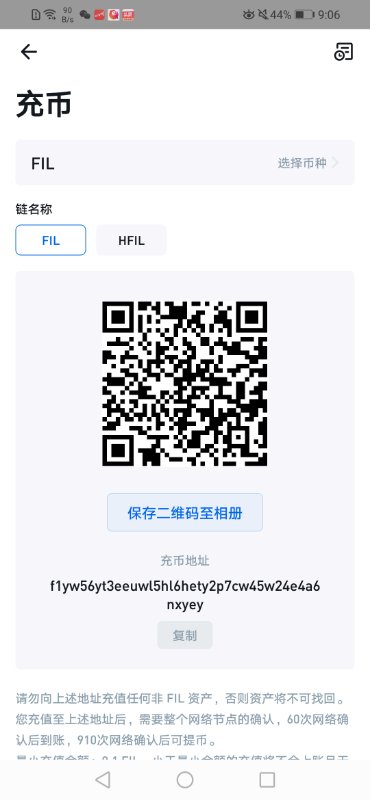 90
B/s
44%
9:06
充币
FIL
选择币种
链名称
FIL
HFIL
保存二维码至相册
充币地址
f1yw56yt3eeuwl5hl6hety2p7cw45w24e4a6
nxyey
复制
请勿向上述地址充值任何非 FIL 资产，否则资产将不可找回。
您充值至上述地址后，需要整个网络节点的确认，60次网络确
认后到账，910次网络确认后可提币。